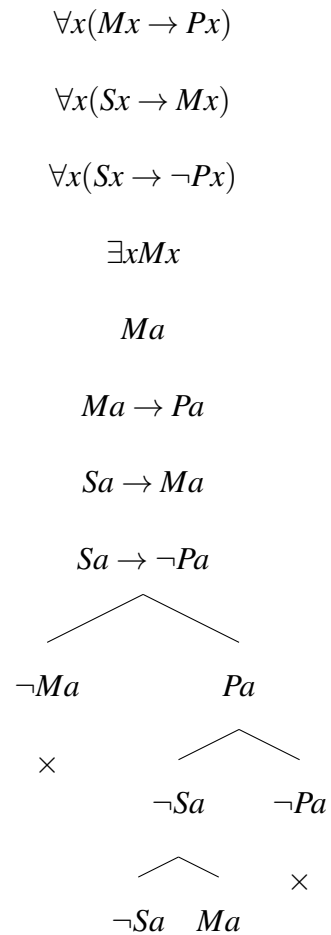 ∀x(Mx → Px)
∀x(Sx → Mx)
∀x(Sx → ¬Px)
∃xMx
Ma
Ma → Pa
Sa → Ma
Sa → ¬Pa
¬Ma Pa
×
¬Sa ¬Pa
×
¬Sa Ma